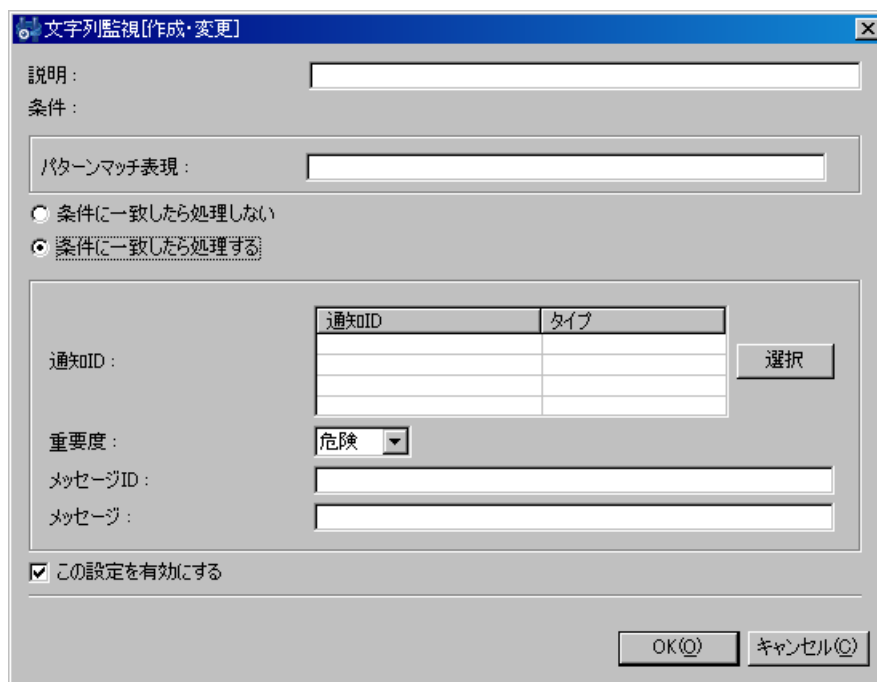 文字列監視[作成・変更]
説明：
条件：
パターンマッチ表現：
条件に一致したら処理しない
条件に一致したら処理する
通知ID タイプ
通知ID： 選択
重要度： 危険
メッセージID：
メッセージ：
この設定を有効にする
OK(O) キャンセル(C)